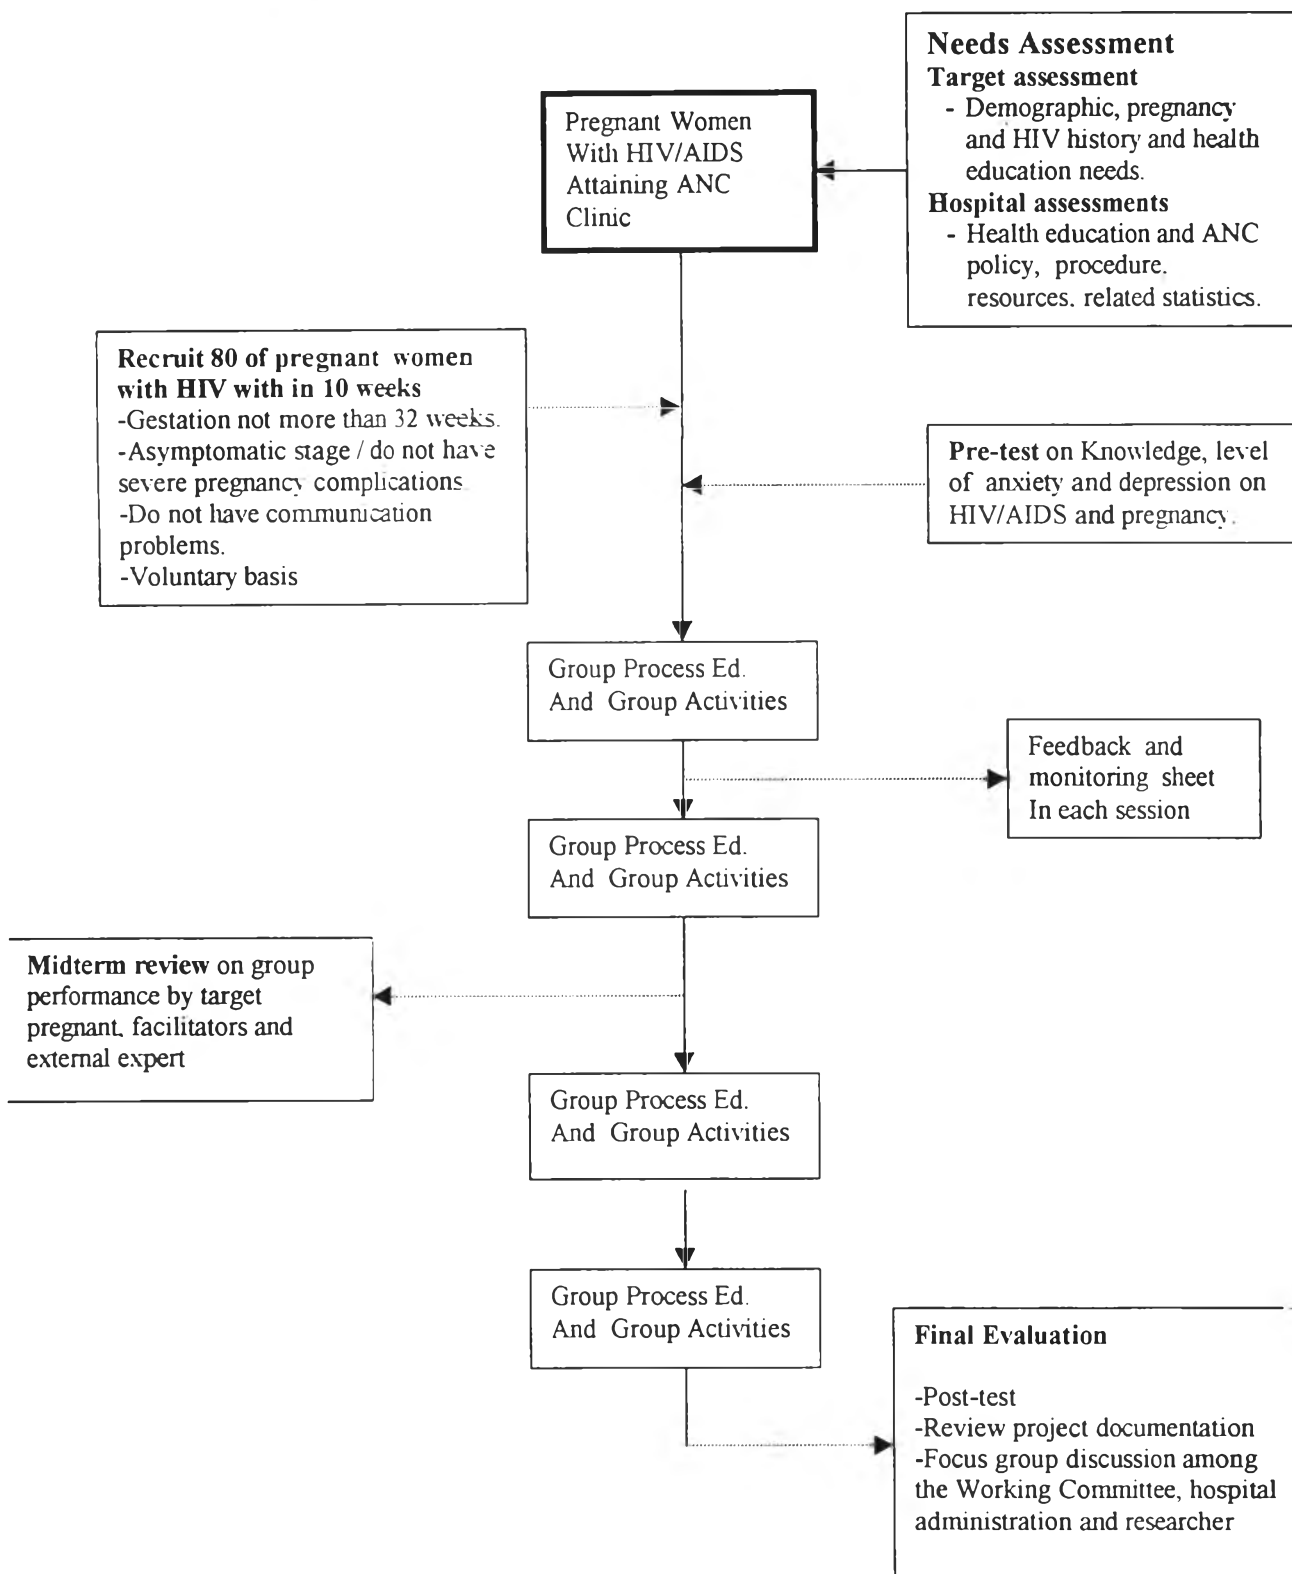 Needs Assessment
Target assessment
- Demographic, pregnancy
and HIV history and health
education needs.
Hospital assessments
- Health education and ANC
policy, procedure.
resources. related statistics.
Pregnant Women
With HIV/AIDS
Attaining ANC
Clinic
Recruit 80 of pregnant women
with HIV with in 10 weeks
-Gestation not more than 32 weeks.
-Asymptomatic stage / do not have
severe pregnancy complications
-Do not have communication
problems.
-Voluntary basis
Pre-test on Knowledge, level
of anxiety and depression on
HIV/AIDS and pregnancy.
Group Process Ed.
And Group Activities
Feedback and
monitoring sheet
In each session
Group Process Ed.
And Group Activities
Midterm review on group
performance by target
pregnant, facilitators and
external expert
Group Process Ed.
And Group Activities
Group Process Ed.
And Group Activities
Final Evaluation
-Post-test
-Review project documentation
-Focus group discussion among
the Working Committee, hospital
administration and researcher